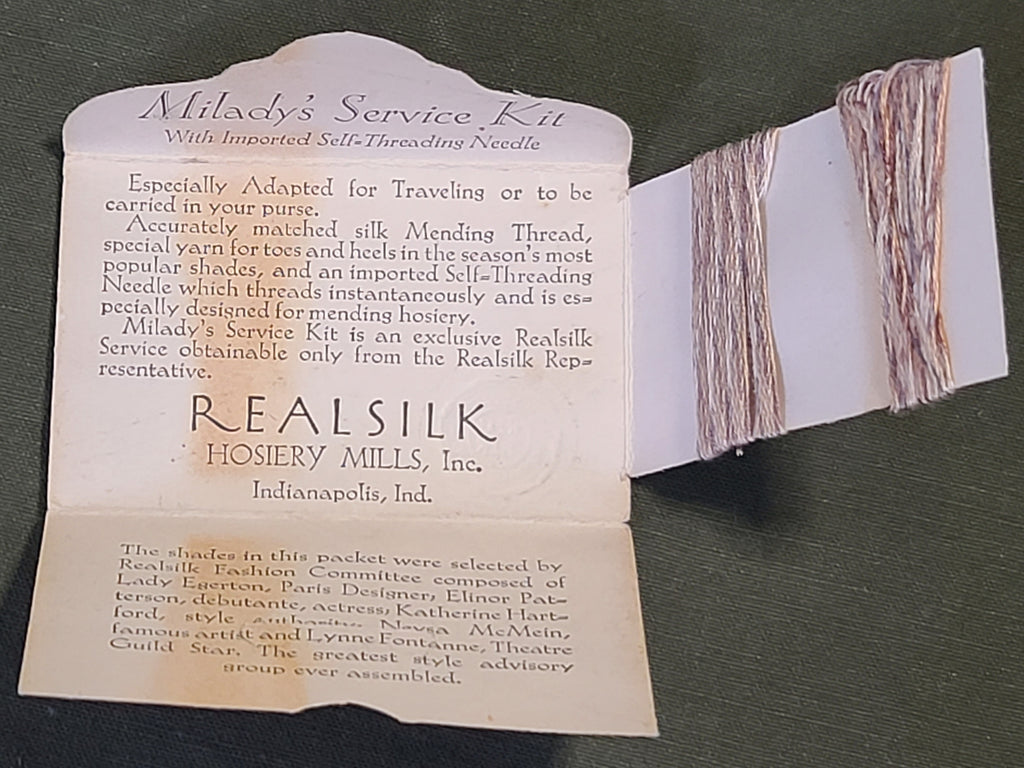 Milady's Service Kit
With Imported Self=Threading Needle
Especially Adapted for Traveling or to be
carried in your purse.
Accurately matched silk Mending Thread,
special yarn for toes and heels in the season's most
popular shades, and an imported Self=Threading
Needle which threads instantaneously and is es=
pecially designed for mending hosiery.
Milady's Service Kit is an exclusive Realsilk
Service obtainable only from the Realsilk Rep=
resentative.
REALSILK
HOSIERY MILLS, Inc.
Indianapolis, Ind.
The shades in this packet were selected by
Realsilk Fashion Committee composed of
Lady Egerton, Paris Designer, Elinor Pat=
terson, debutante, actress, Katherine Hart=
ford, style McMein,
famous artist and Lynne Fontanne, Theatre
Guild Star. The greatest style advisory
group ever assembled.